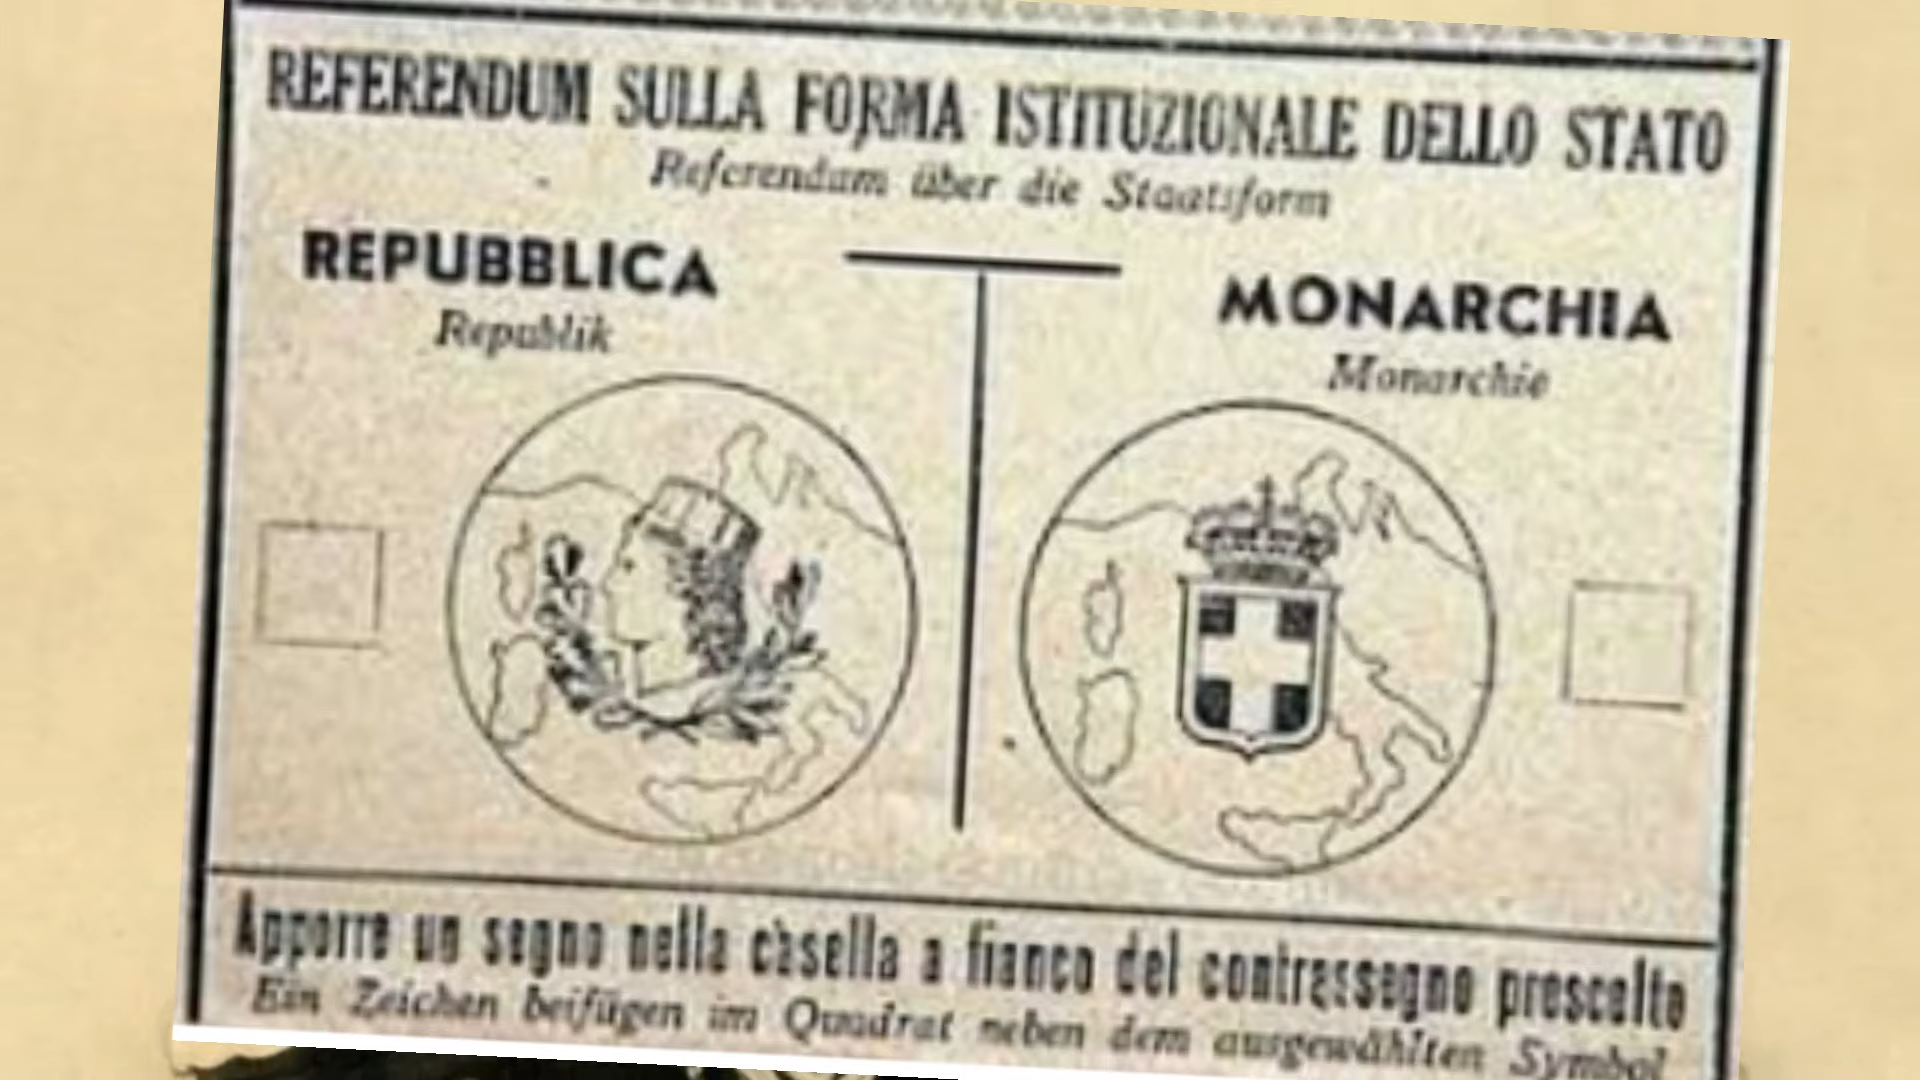 REFERENDUM SULLA FORMA ISTITUZIONALE DELLO STATO
Referendum über die Staatsform
REPUBBLICA
Republik
MONARCHIA
Monarchie
Apporre un segno nella casella a fianco del contrassegno prescelto
Ein Zeichen beifügen im Quadrat neben dem ausgewählten Symbol